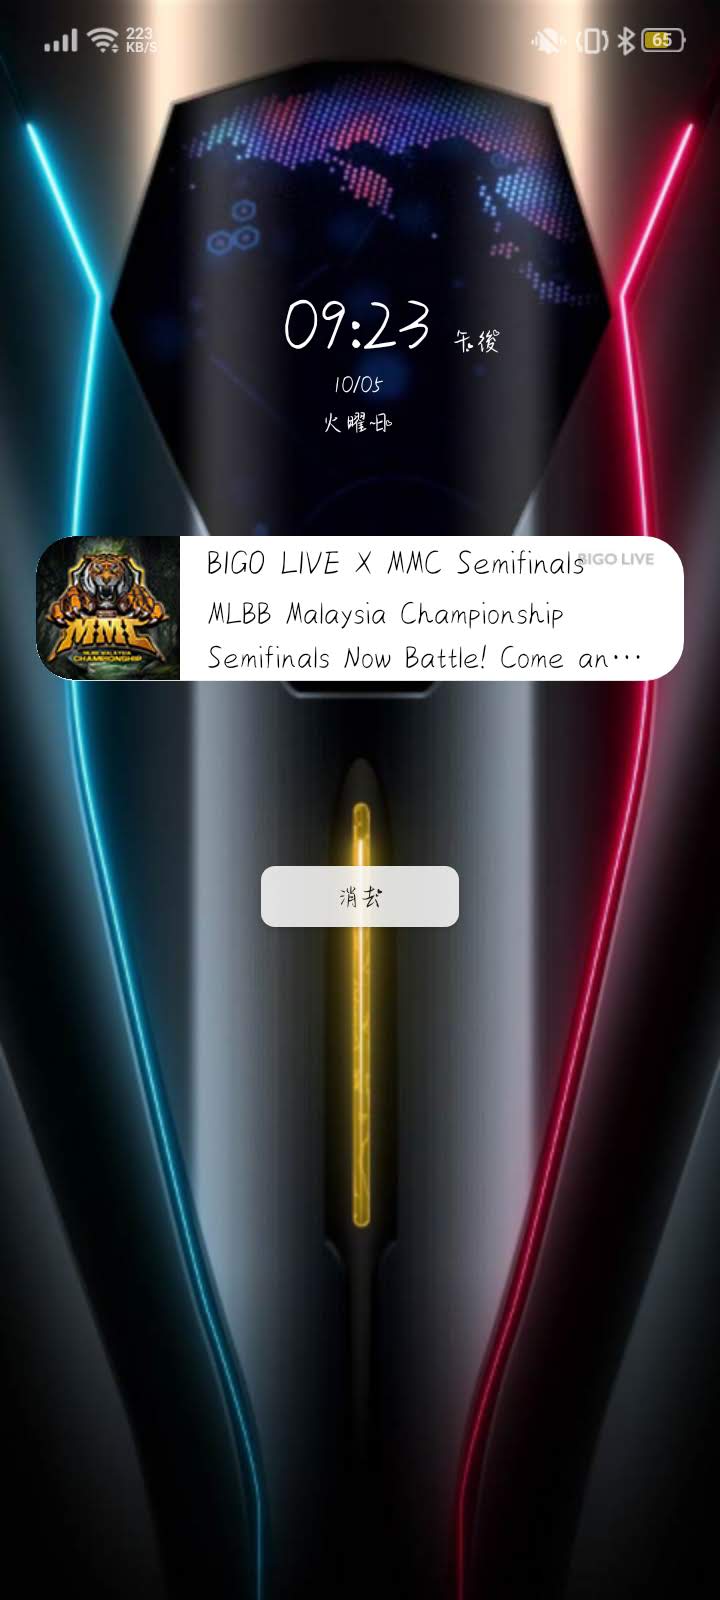 223
KB/S
65
09:23 午後
10/05
火曜日
BIGO LIVE X MMC Semifinals
BIGO LIVE
MLBB Malaysia Championship
Semifinals Now Battle! Come an···
MMC
MLBB MALAYSIA
CHAMPIONSHIP
消去